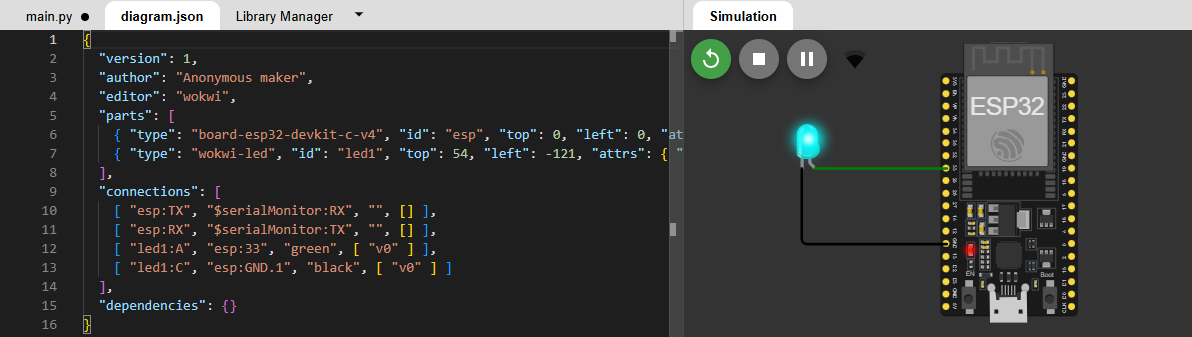 main.py diagram.json Library Manager Simulation
1 {
2 "version": 1,
3 "author": "Anonymous maker",
4 "editor": "wokwi",
5 "parts": [
6 { "type": "board-esp32-devkit-c-v4", "id": "esp", "top": 0, "left": 0, "at
7 { "type": "wokwi-led", "id": "led1", "top": 54, "left": -121, "attrs": { "
8 ],
9 "connections": [
10 [ "esp:TX", "$serialMonitor:RX", "", [] ],
11 [ "esp:RX", "$serialMonitor:TX", "", [] ],
12 [ "led1:A", "esp:33", "green", [ "v0" ] ],
13 [ "led1:C", "esp:GND.1", "black", [ "v0" ] ]
14 ],
15 "dependencies": {}
16 }
ESP32
EN Boot